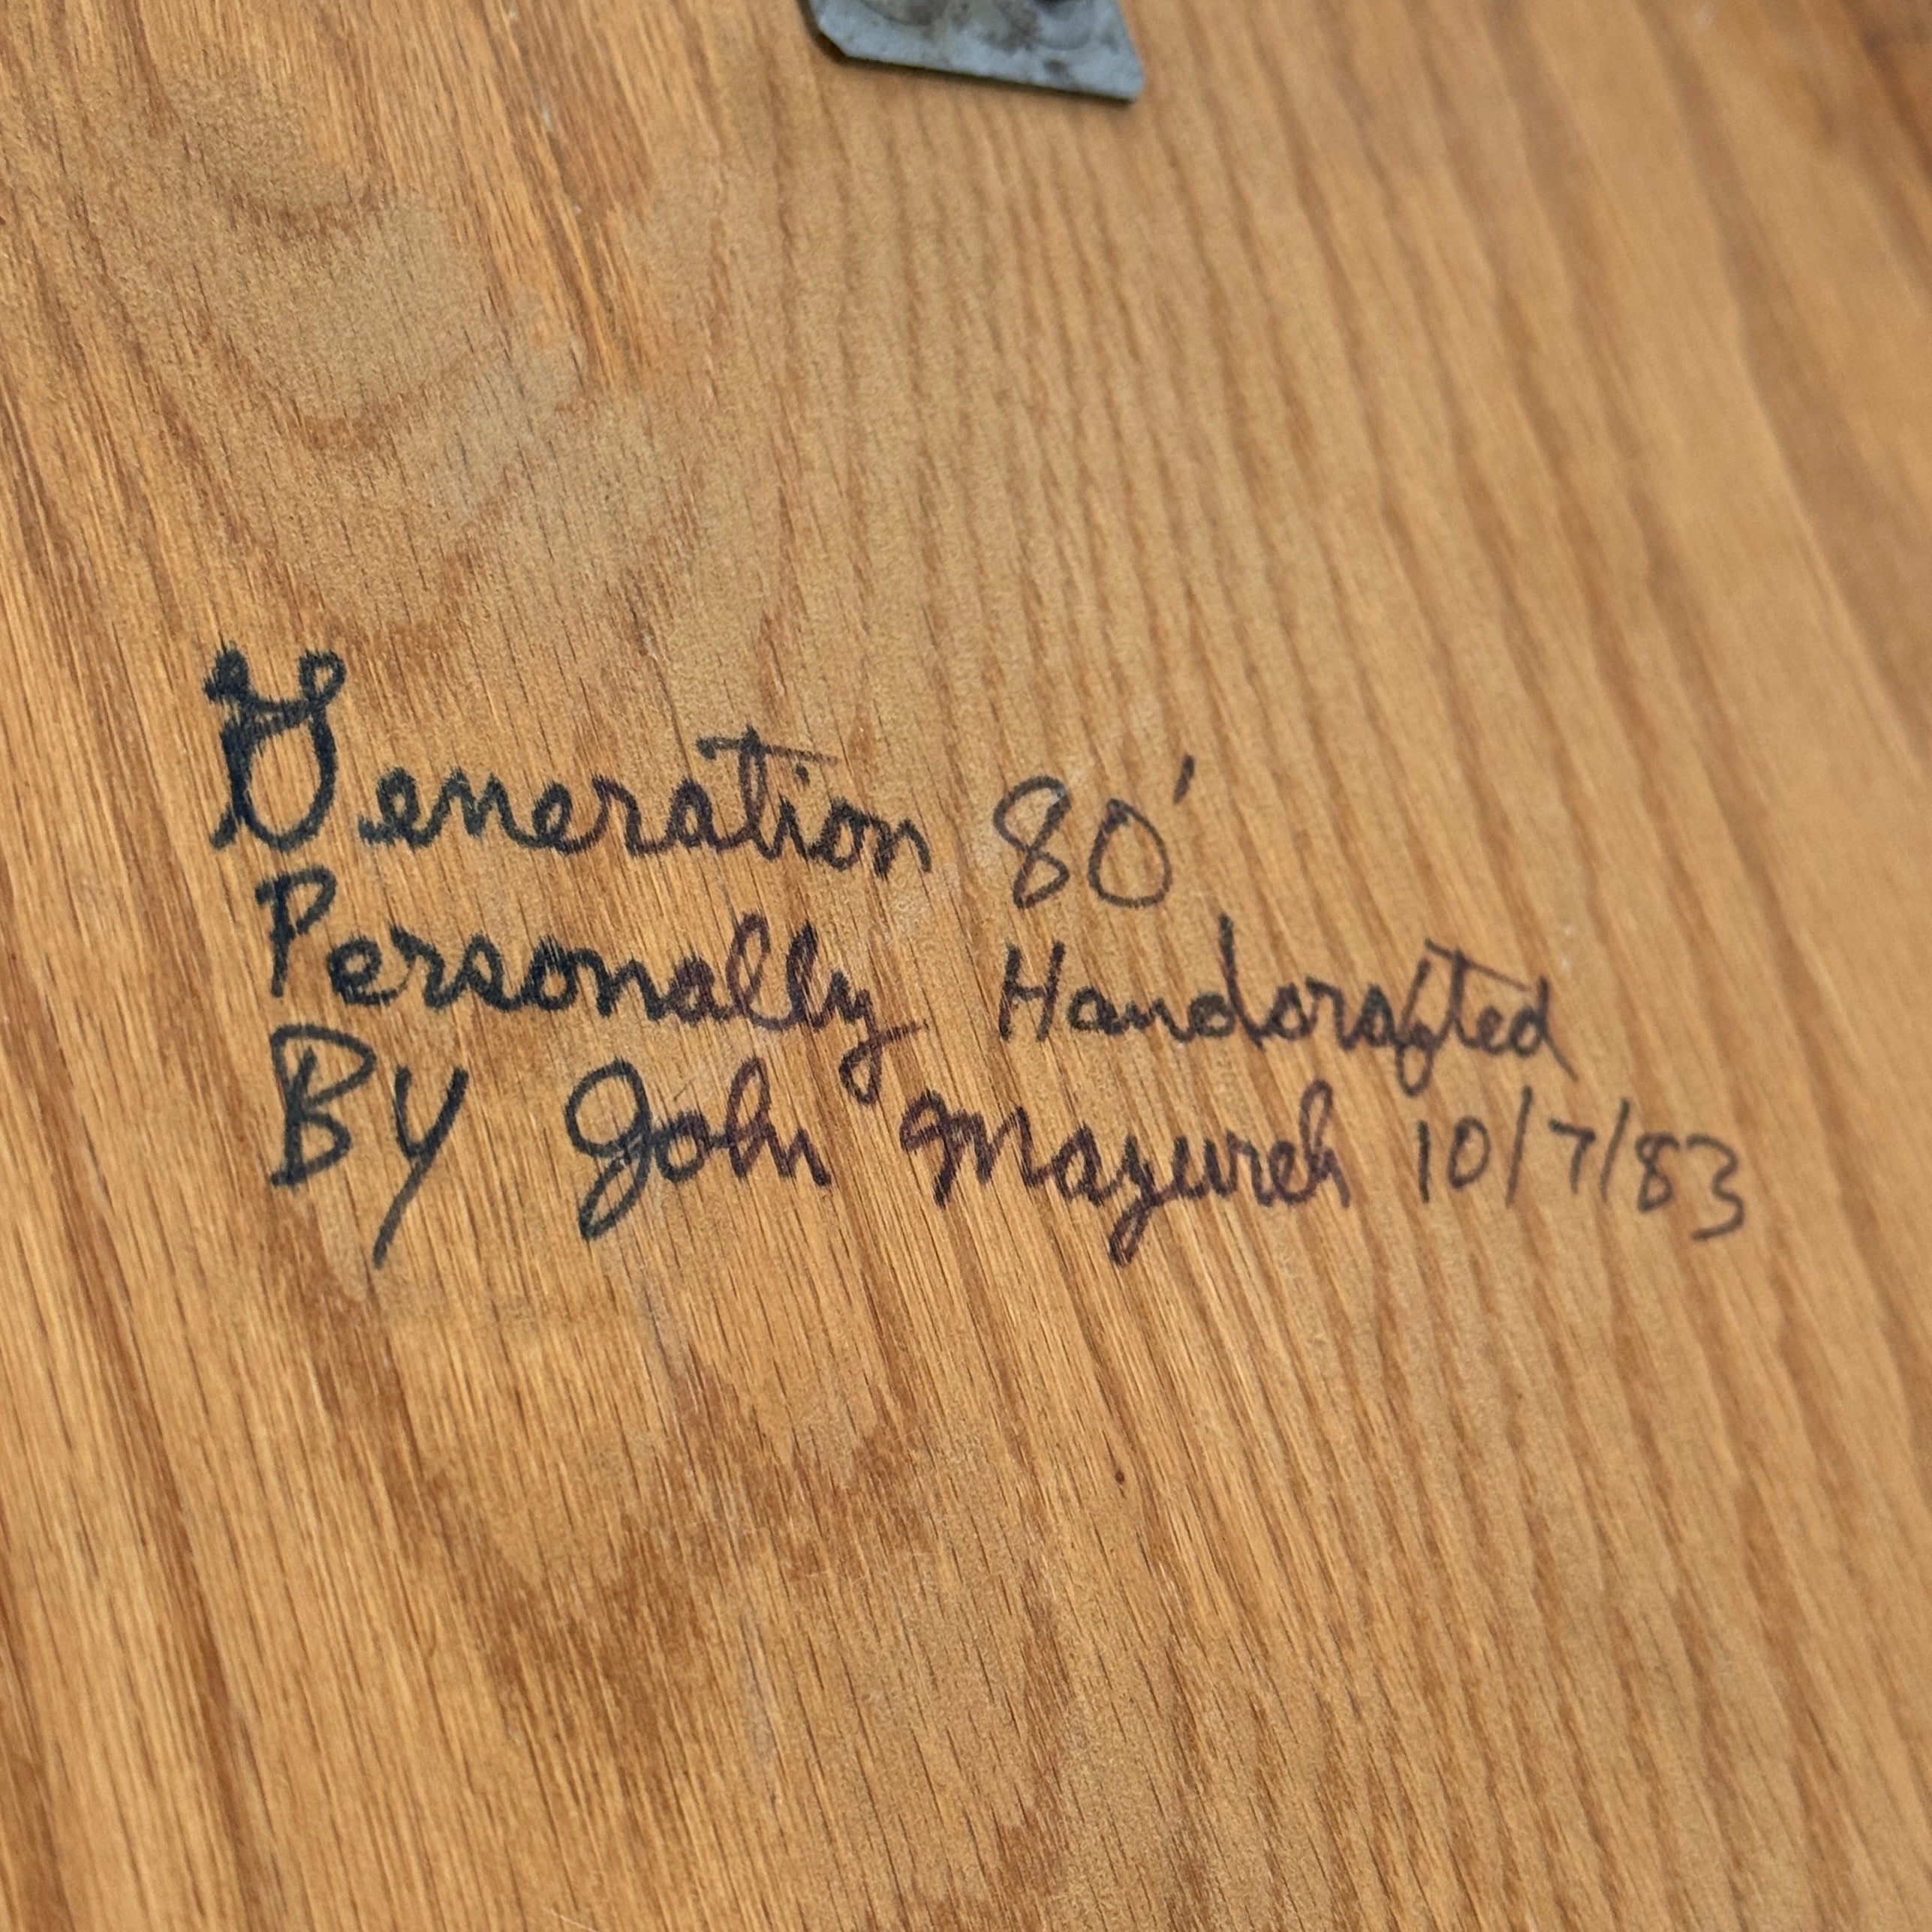 Generation 80'
Personally Handcrafted
By John Mazurek 10/7/83